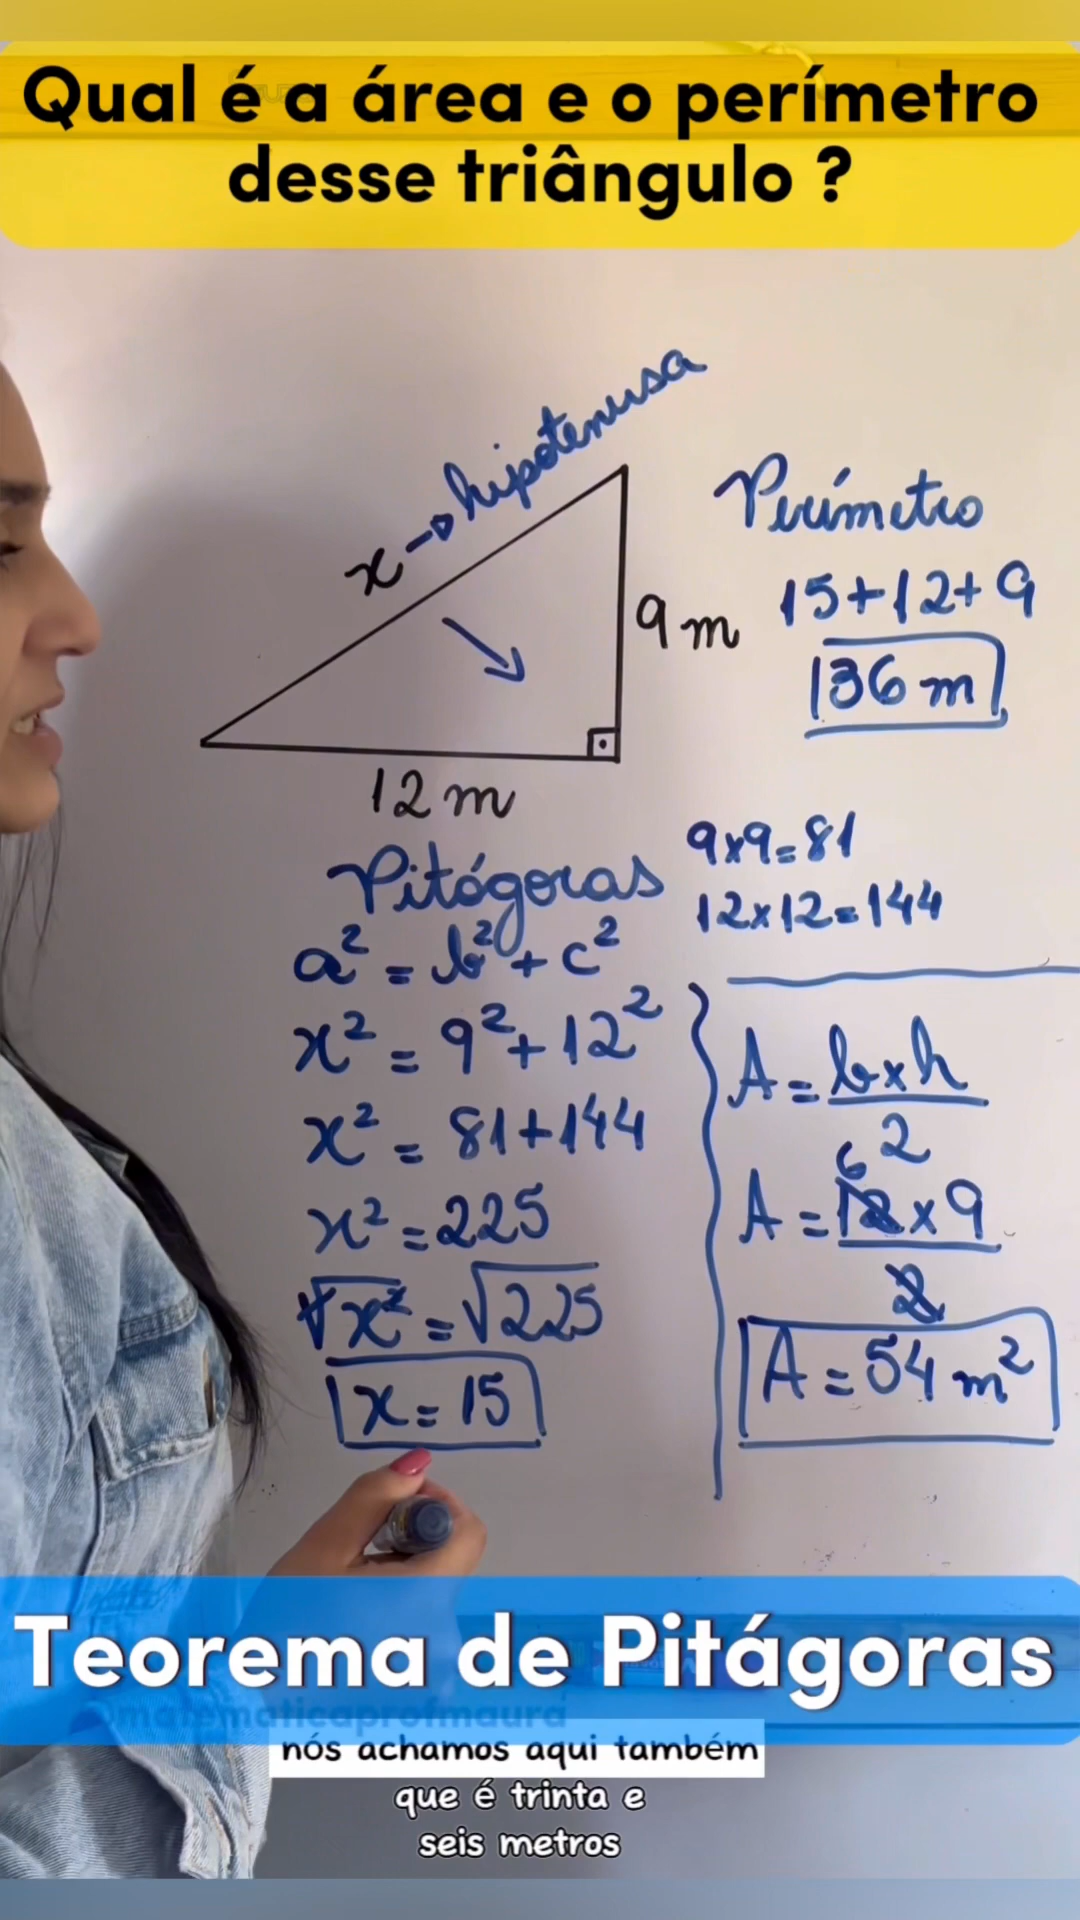 Qual é a área e o perímetro
desse triângulo ?
x → hipotenusa
9 m
12 m
Perímetro
15+12+9
36 m
9x9=81
12x12=144
Pitágoras
a² = b² + c²
x² = 9² + 12²
x² = 81+144
x² = 225
√x² = √225
x = 15
A = bxh
2
6
A = 12 x 9
2
A = 54 m²
Teorema de Pitágoras
@matematicaprofmaura
nós achamos aqui também
que é trinta e
seis metros